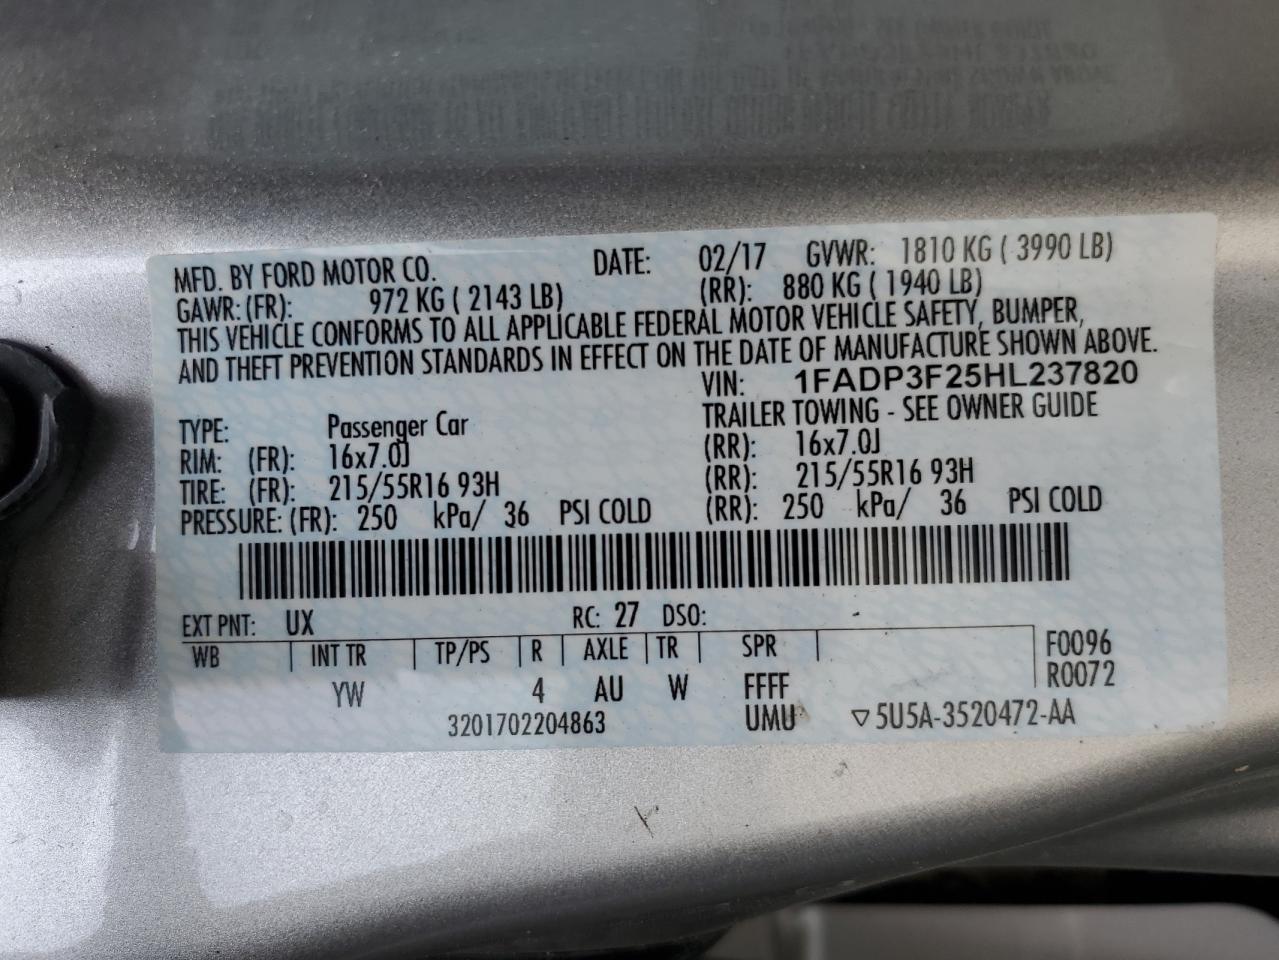 MFD. BY FORD MOTOR CO. DATE: 02/17 GVWR: 1810 KG ( 3990 LB)
GAWR: (FR): 972 KG ( 2143 LB) (RR): 880 KG ( 1940 LB)
THIS VEHICLE CONFORMS TO ALL APPLICABLE FEDERAL MOTOR VEHICLE SAFETY, BUMPER,
AND THEFT PREVENTION STANDARDS IN EFFECT ON THE DATE OF MANUFACTURE SHOWN ABOVE.
VIN: 1FADP3F25HL237820
TYPE: Passenger Car TRAILER TOWING - SEE OWNER GUIDE
RIM: (FR): 16x7.0J (RR): 16x7.0J
TIRE: (FR): 215/55R16 93H (RR): 215/55R16 93H
PRESSURE: (FR): 250 kPa/ 36 PSI COLD (RR): 250 kPa/ 36 PSI COLD
EXT PNT: UX RC: 27 DSO: -
WB INT TR TP/PS R AXLE TR SPR F0096
YW 4 AU W FFFF R0072
3201702204863 UMU ▽5U5A-3520472-AA